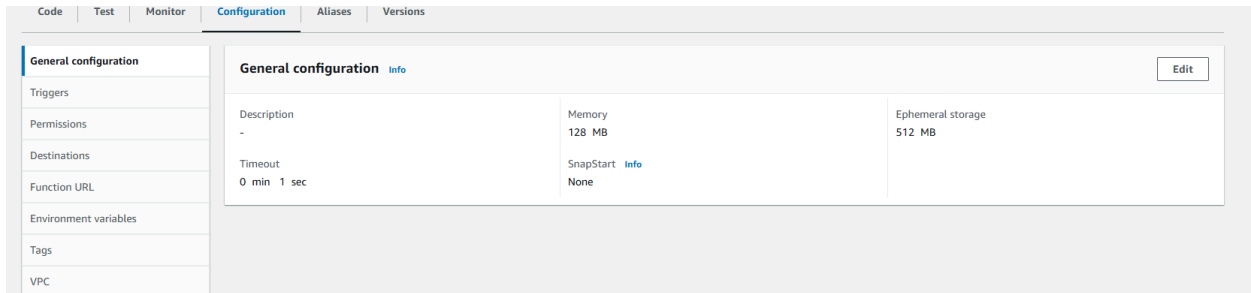 Code Test Monitor Configuration Aliases Versions
General configuration
Triggers
Permissions
Destinations
Function URL
Environment variables
Tags
VPC
General configuration Info
Edit
Description
-
Memory
128 MB
Ephemeral storage
512 MB
Timeout
0 min 1 sec
SnapStart Info
None